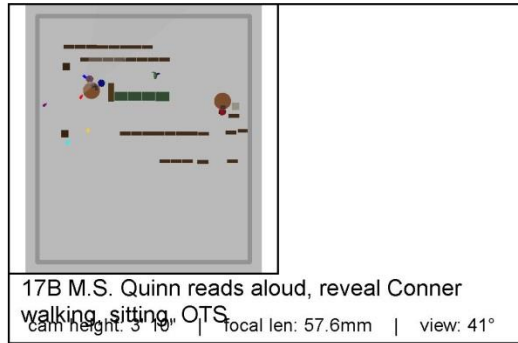 17B M.S. Quinn reads aloud, reveal Conner
walking, sitting, OTS
cam height: 3' 10" | focal len: 57.6mm | view: 41°